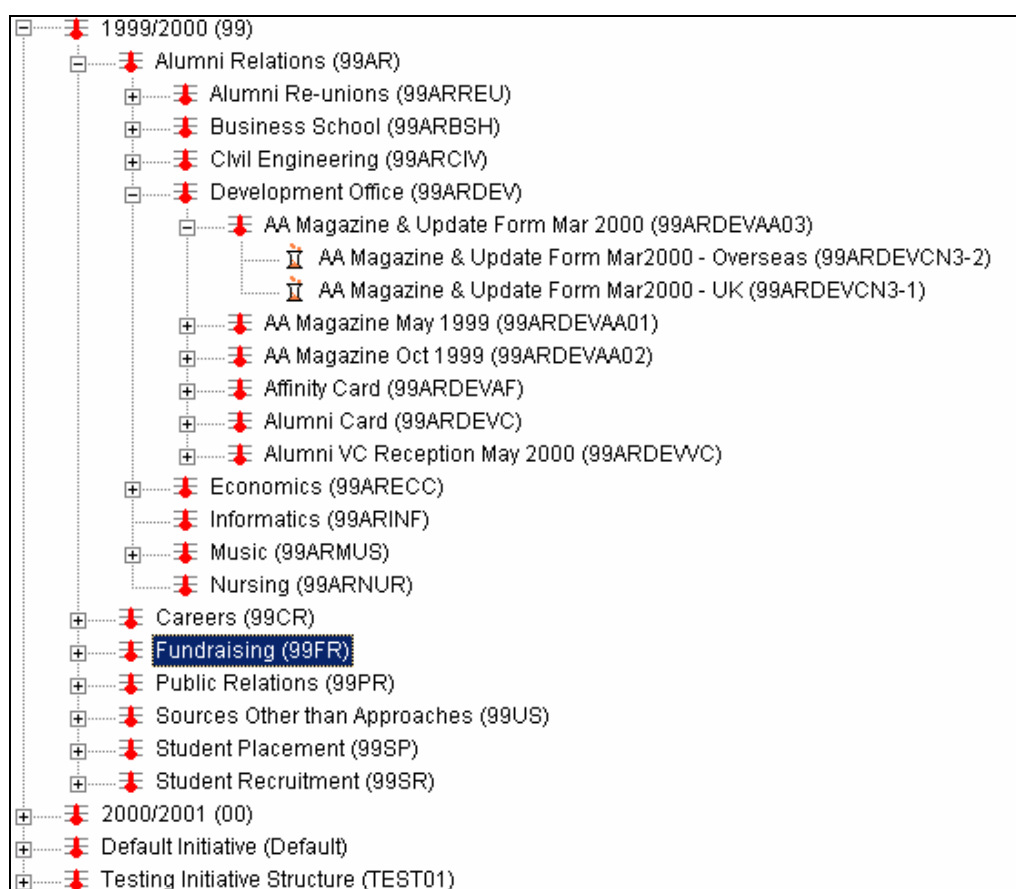 1999/2000 (99)
Alumni Relations (99AR)
Alumni Re-unions (99ARREU)
Business School (99ARBSH)
CIvil Engineering (99ARCIV)
Development Office (99ARDEV)
AA Magazine & Update Form Mar 2000 (99ARDEVAA03)
AA Magazine & Update Form Mar2000 - Overseas (99ARDEVCN3-2)
AA Magazine & Update Form Mar2000 - UK (99ARDEVCN3-1)
AA Magazine May 1999 (99ARDEVAA01)
AA Magazine Oct 1999 (99ARDEVAA02)
Affinity Card (99ARDEVAF)
Alumni Card (99ARDEVC)
Alumni VC Reception May 2000 (99ARDEVVC)
Economics (99ARECC)
Informatics (99ARINF)
Music (99ARMUS)
Nursing (99ARNUR)
Careers (99CR)
Fundraising (99FR)
Public Relations (99PR)
Sources Other than Approaches (99US)
Student Placement (99SP)
Student Recruitment (99SR)
2000/2001 (00)
Default Initiative (Default)
Testing Initiative Structure (TEST01)